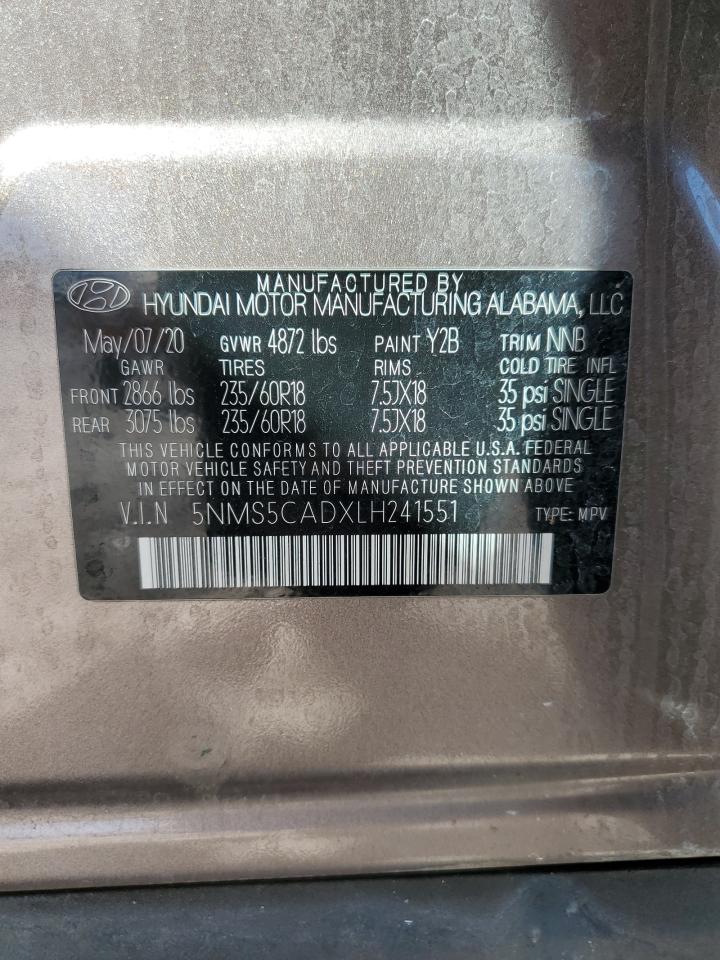 MANUFACTURED BY
HYUNDAI MOTOR MANUFACTURING ALABAMA, LLC
May/07/20 GVWR 4872 lbs PAINT Y2B TRIM NNB
GAWR TIRES RIMS COLD TIRE INFL
FRONT 2866 lbs 235/60R18 7.5JX18 35 psi SINGLE
REAR 3075 lbs 235/60R18 7.5JX18 35 psi SINGLE
THIS VEHICLE CONFORMS TO ALL APPLICABLE U.S.A. FEDERAL
MOTOR VEHICLE SAFETY AND THEFT PREVENTION STANDARDS
IN EFFECT ON THE DATE OF MANUFACTURE SHOWN ABOVE
V.I.N 5NMS5CADXLH241551 TYPE: MPV